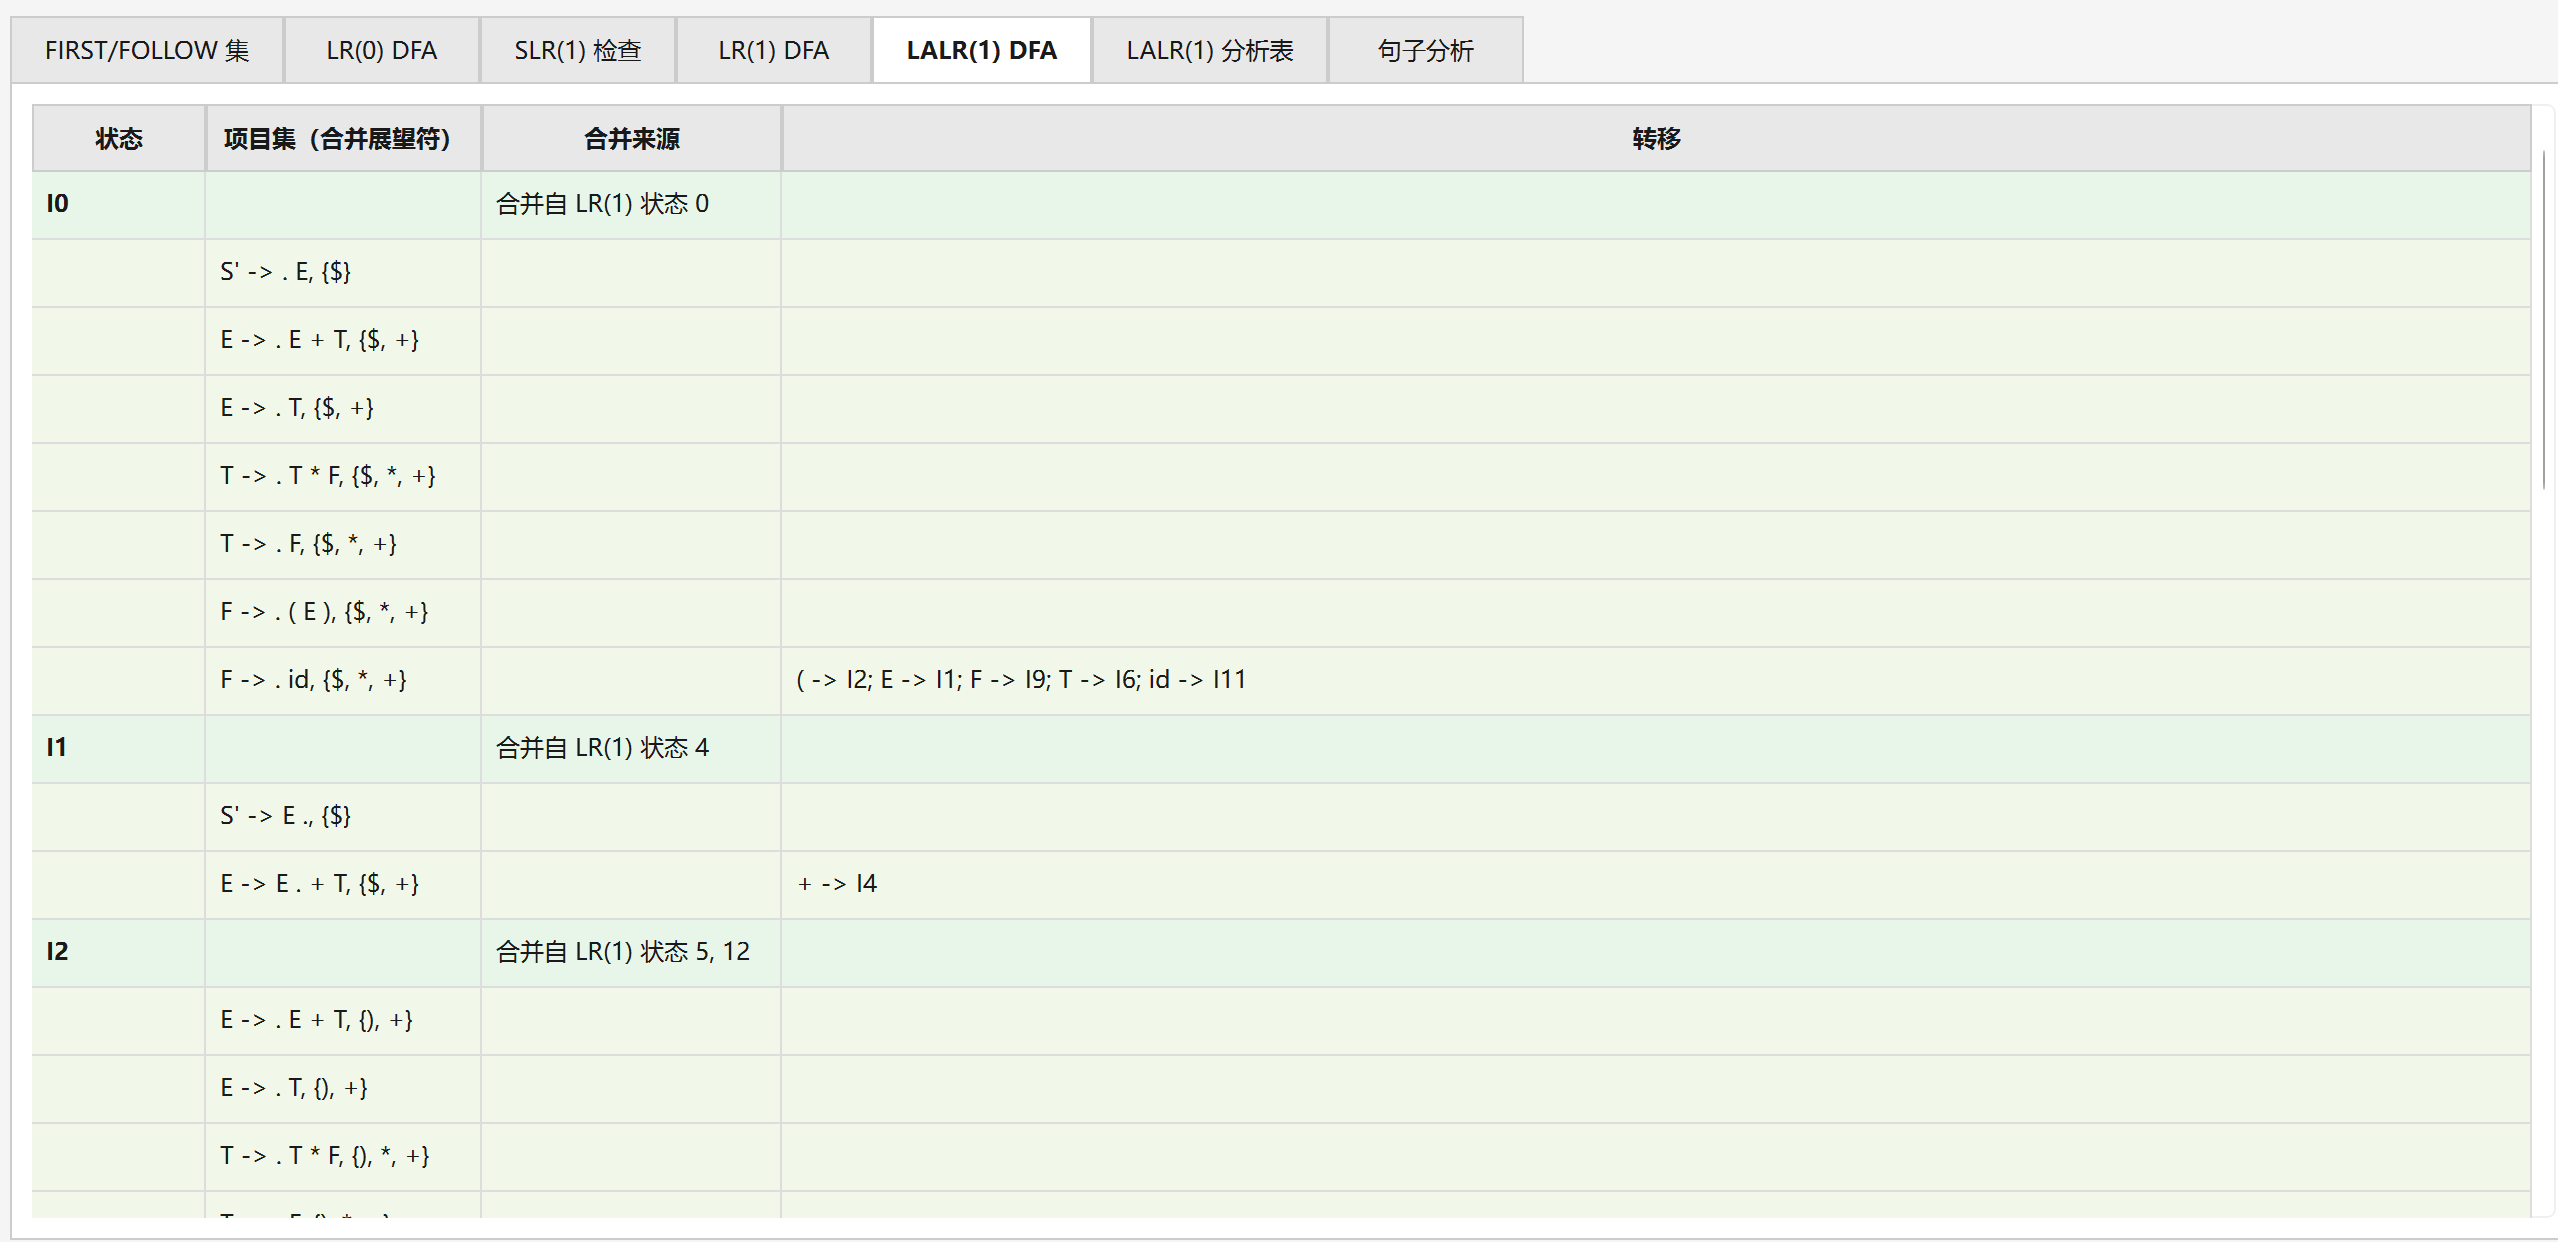 FIRST/FOLLOW 集 LR(0) DFA SLR(1) 检查 LR(1) DFA LALR(1) DFA LALR(1) 分析表 句子分析
状态 项目集（合并展望符） 合并来源 转移
I0 合并自 LR(1) 状态 0
S' -> . E, {$}
E -> . E + T, {$, +}
E -> . T, {$, +}
T -> . T * F, {$, *, +}
T -> . F, {$, *, +}
F -> . ( E ), {$, *, +}
F -> . id, {$, *, +} ( -> I2; E -> I1; F -> I9; T -> I6; id -> I11
I1 合并自 LR(1) 状态 4
S' -> E ., {$}
E -> E . + T, {$, +} + -> I4
I2 合并自 LR(1) 状态 5, 12
E -> . E + T, {), +}
E -> . T, {), +}
T -> . T * F, {), *, +}